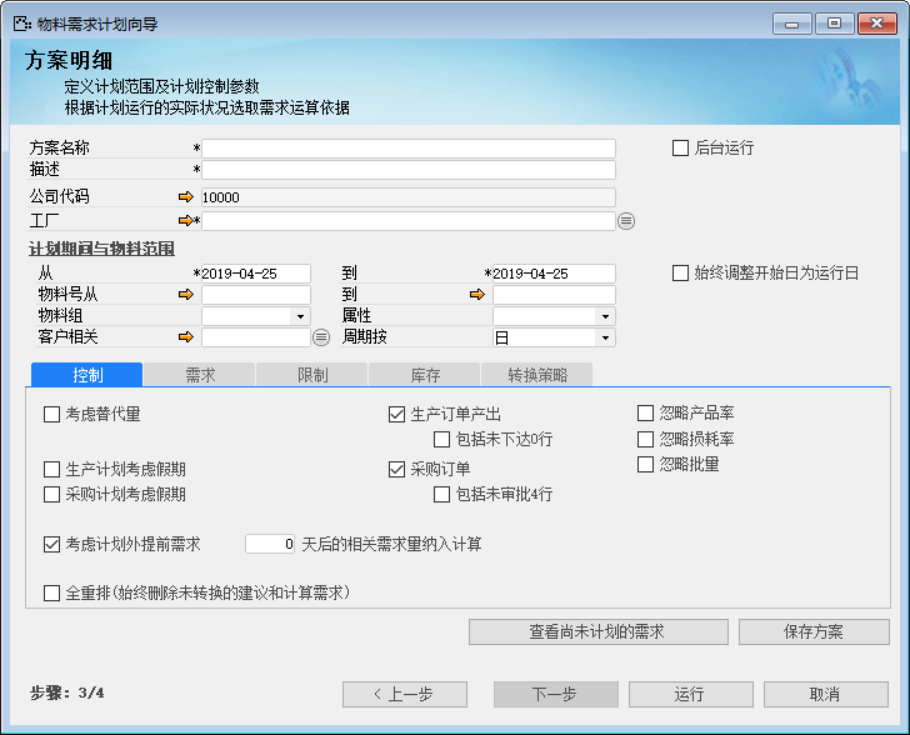 物料需求计划向导
方案明细
定义计划范围及计划控制参数
根据计划运行的实际状况选取需求运算依据
方案名称 * 后台运行
描述 *
公司代码 10000
工厂 *
计划期间与物料范围
从 *2019-04-25 到 *2019-04-25 始终调整开始日为运行日
物料号从 到
物料组 属性
客户相关 周期按 日
控制 需求 限制 库存 转换策略
考虑替代量 生产订单产出 忽略产品率
包括未下达0行 忽略损耗率
生产计划考虑假期 采购订单 忽略批量
采购计划考虑假期 包括未审批4行
考虑计划外提前需求 0 天后的相关需求量纳入计算
全重排(始终删除未转换的建议和计算需求)
查看尚未计划的需求 保存方案
步骤: 3/4 < 上一步 下一步 运行 取消